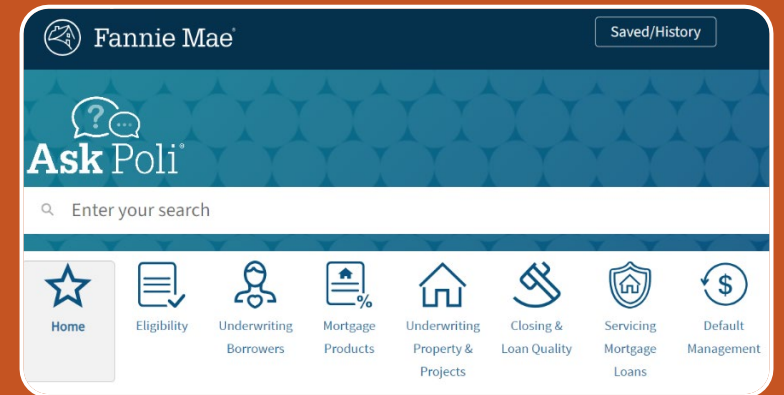 Fannie Mae®
Saved/History
?
...
Ask Poli®
Enter your search
%
$
Home
Eligibility
Underwriting
Borrowers
Mortgage
Products
Underwriting
Property &
Projects
Closing &
Loan Quality
Servicing
Mortgage
Loans
Default
Management